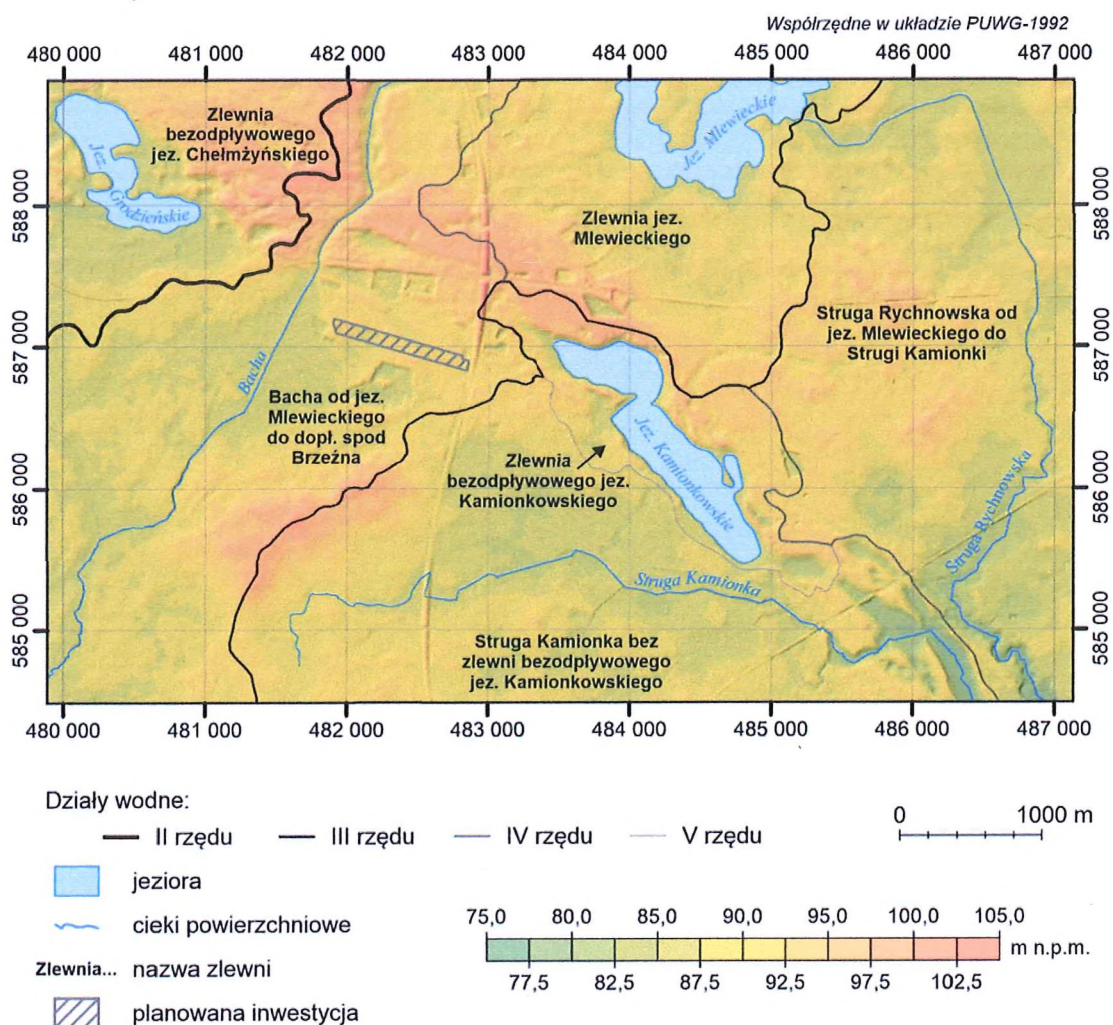 Współrzędne w układzie PUWG-1992
480 000 481 000 482 000 483 000 484 000 485 000 486 000 487 000
Zlewnia
bezodpływowego
jez. Chełmżyńskiego
Jez. Grodzieńskie
Jez. Mlewieckie
588 000
588 000
Zlewnia jez.
Mlewieckiego
Struga Rychnowska od
jez. Mlewieckiego do
Strugi Kamionki
587 000
587 000
Bacha
Bacha od jez.
Mlewieckiego
do dopł. spod
Brzeźna
Jez. Kamionkowskie
Zlewnia
bezodpływowego jez.
Kamionkowskiego
586 000
586 000
Struga Rychnowska
Struga Kamionka
585 000
585 000
Struga Kamionka bez
zlewni bezodpływowego
jez. Kamionkowskiego
480 000 481 000 482 000 483 000 484 000 485 000 486 000 487 000
Działy wodne:
II rzędu III rzędu IV rzędu V rzędu
0 1000 m
jeziora
cieki powierzchniowe
75,0 80,0 85,0 90,0 95,0 100,0 105,0
m n.p.m.
77,5 82,5 87,5 92,5 97,5 102,5
Zlewnia... nazwa zlewni
planowana inwestycja